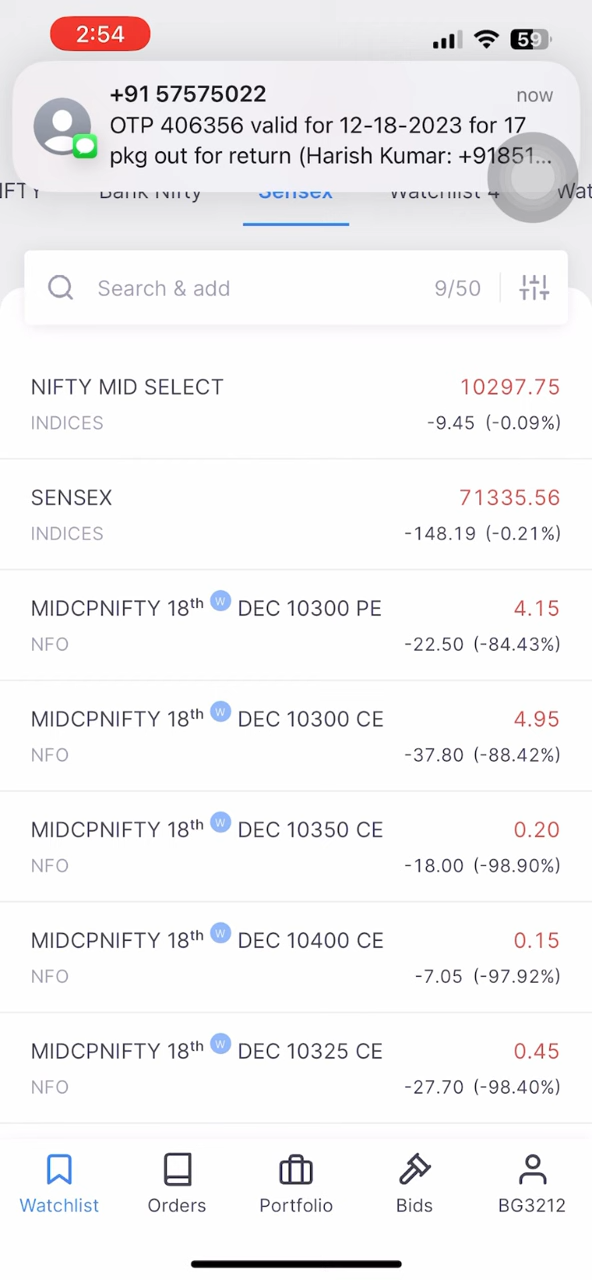 2:54
59
+91 57575022
now
OTP 406356 valid for 12-18-2023 for 17
pkg out for return (Harish Kumar: +91851...
IFTY Bank Nifty Sensex Watchlist 4 Wat
Search & add 9/50
NIFTY MID SELECT 10297.75
INDICES -9.45 (-0.09%)
SENSEX 71335.56
INDICES -148.19 (-0.21%)
MIDCPNIFTY 18th W DEC 10300 PE 4.15
NFO -22.50 (-84.43%)
MIDCPNIFTY 18th W DEC 10300 CE 4.95
NFO -37.80 (-88.42%)
MIDCPNIFTY 18th W DEC 10350 CE 0.20
NFO -18.00 (-98.90%)
MIDCPNIFTY 18th W DEC 10400 CE 0.15
NFO -7.05 (-97.92%)
MIDCPNIFTY 18th W DEC 10325 CE 0.45
NFO -27.70 (-98.40%)
Watchlist Orders Portfolio Bids BG3212